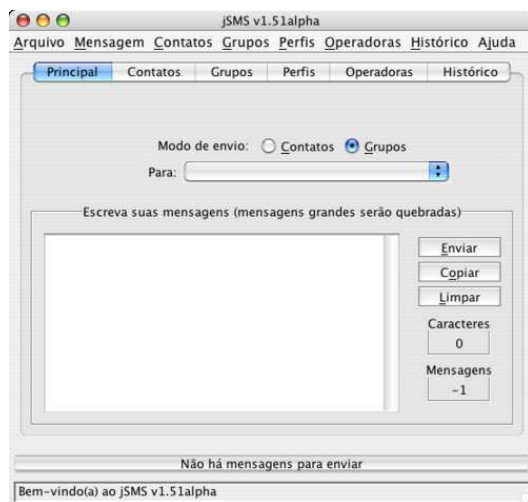 jSMS v1.51alpha
Arquivo Mensagem Contatos Grupos Perfis Operadoras Histórico Ajuda
Principal Contatos Grupos Perfis Operadoras Histórico
Modo de envio: Contatos Grupos
Para:
Escreva suas mensagens (mensagens grandes serão quebradas)
Enviar
Copiar
Limpar
Caracteres
0
Mensagens
-1
Não há mensagens para enviar
Bem-vindo(a) ao jSMS v1.51alpha